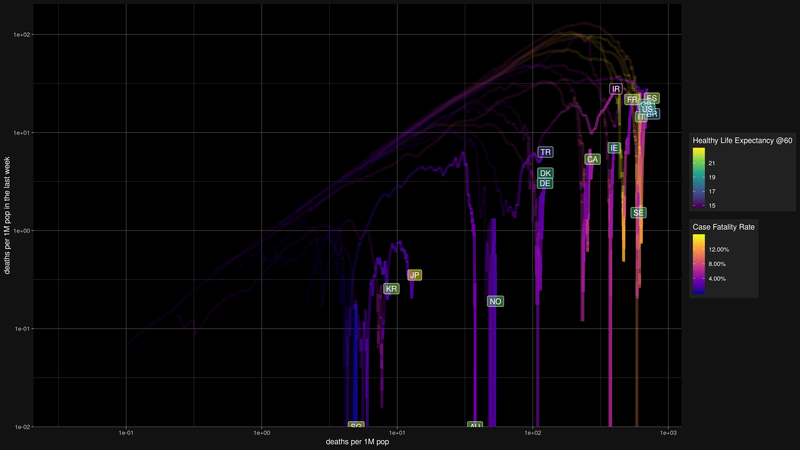 1e+02
1e+01
1e+00
1e-01
1e-02
deaths per 1M pop in the last week
IR
FR
ES
US
BR
IT
TR
IE
CA
DK
DE
SE
JP
KR
NO
SG
AU
1e-01
1e+00
1e+01
1e+02
1e+03
deaths per 1M pop
Healthy Life Expectancy @60
21
19
17
15
Case Fatality Rate
12.00%
8.00%
4.00%